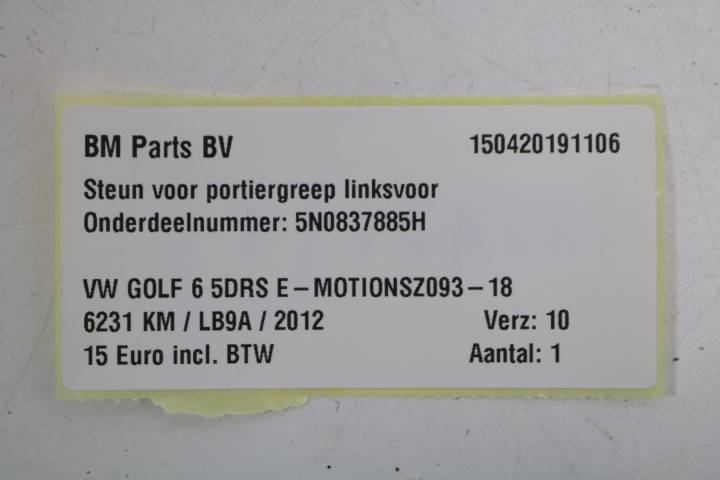 BM Parts BV 150420191106
Steun voor portiergreep linksvoor
Onderdeelnummer: 5N0837885H
VW GOLF 6 5DRS E-MOTIONSZ093-18
6231 KM / LB9A / 2012 Verz: 10
15 Euro incl. BTW Aantal: 1